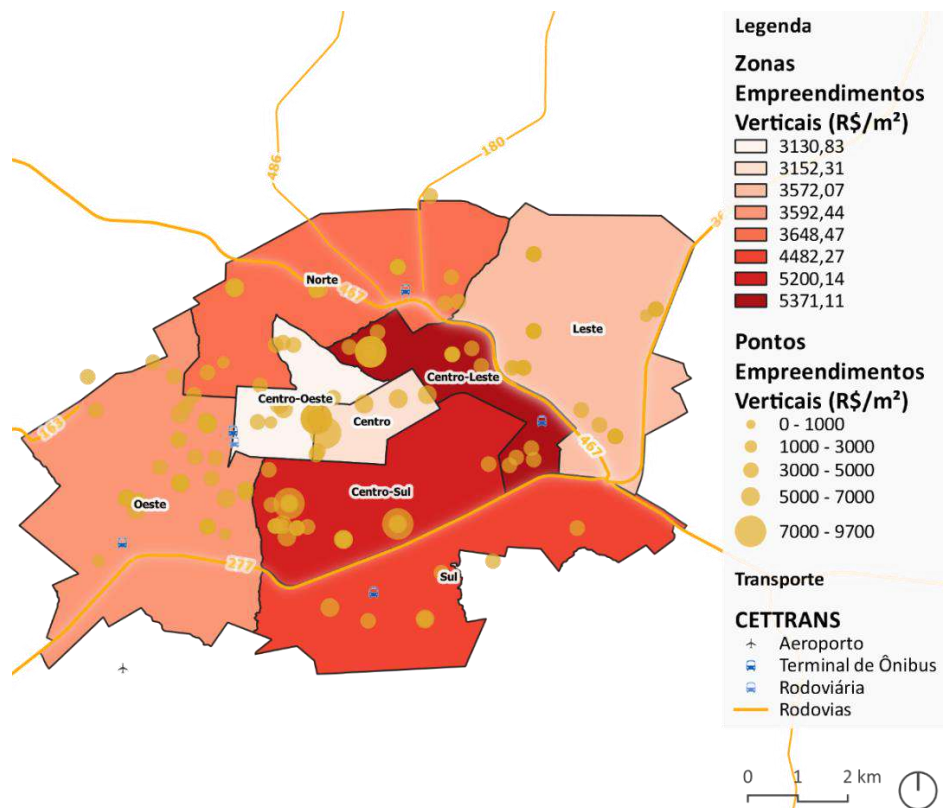 Legenda
Zonas
Empreendimentos
Verticais (R$/m²)
3130,83
3152,31
3572,07
3592,44
3648,47
4482,27
5200,14
5371,11
Pontos
Empreendimentos
Verticais (R$/m²)
0 - 1000
1000 - 3000
3000 - 5000
5000 - 7000
7000 - 9700
Transporte
CETTRANS
Aeroporto
Terminal de Ônibus
Rodoviária
Rodovias
0 1 2 km
486
180
Norte
467
Leste
Centro-Leste
Centro-Oeste
Centro
163
467
Centro-Sul
Oeste
277
Sul